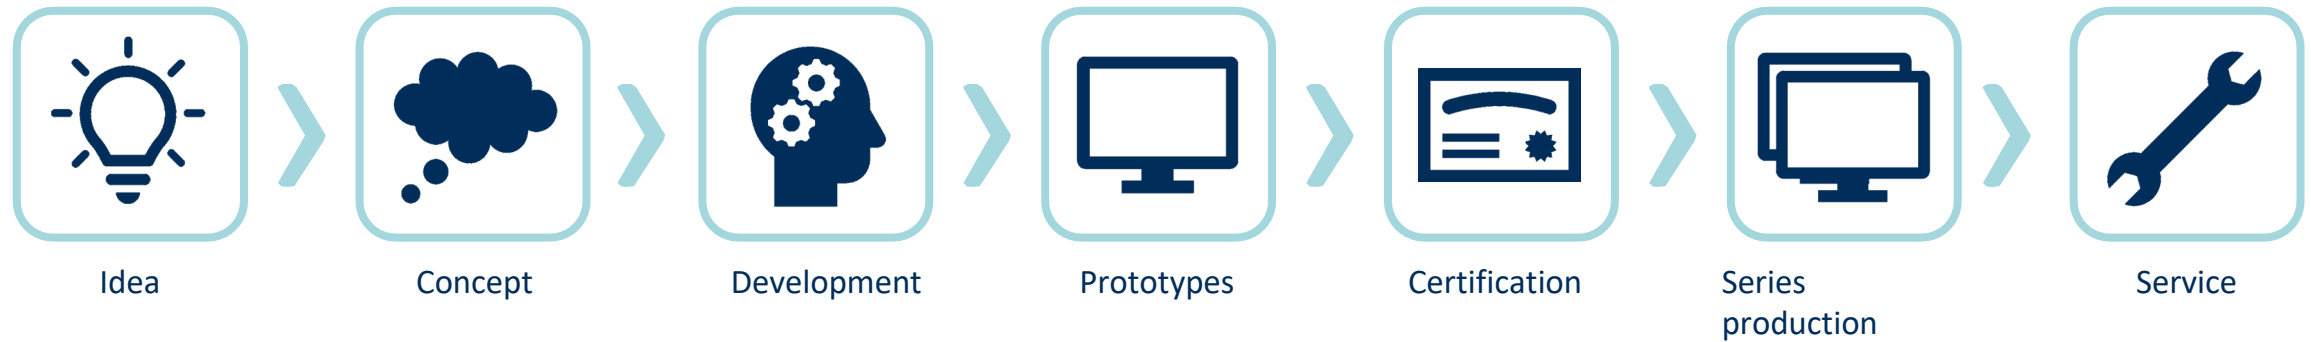 Idea
Concept
Development
Prototypes
Certification
Series
production
Service